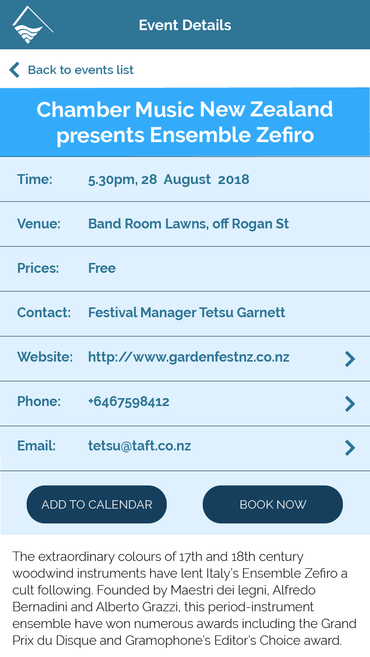 Event Details
Back to events list
Chamber Music New Zealand
presents Ensemble Zefiro
Time: 5.30pm, 28 August 2018
Venue: Band Room Lawns, off Rogan St
Prices: Free
Contact: Festival Manager Tetsu Garnett
Website: http://www.gardenfestnz.co.nz
Phone: +6467598412
Email: tetsu@taft.co.nz
ADD TO CALENDAR BOOK NOW
The extraordinary colours of 17th and 18th century
woodwind instruments have lent Italy's Ensemble Zefiro a
cult following. Founded by Maestri dei legni, Alfredo
Bernadini and Alberto Grazzi, this period-instrument
ensemble have won numerous awards including the Grand
Prix du Disque and Gramophone's Editor's Choice award.